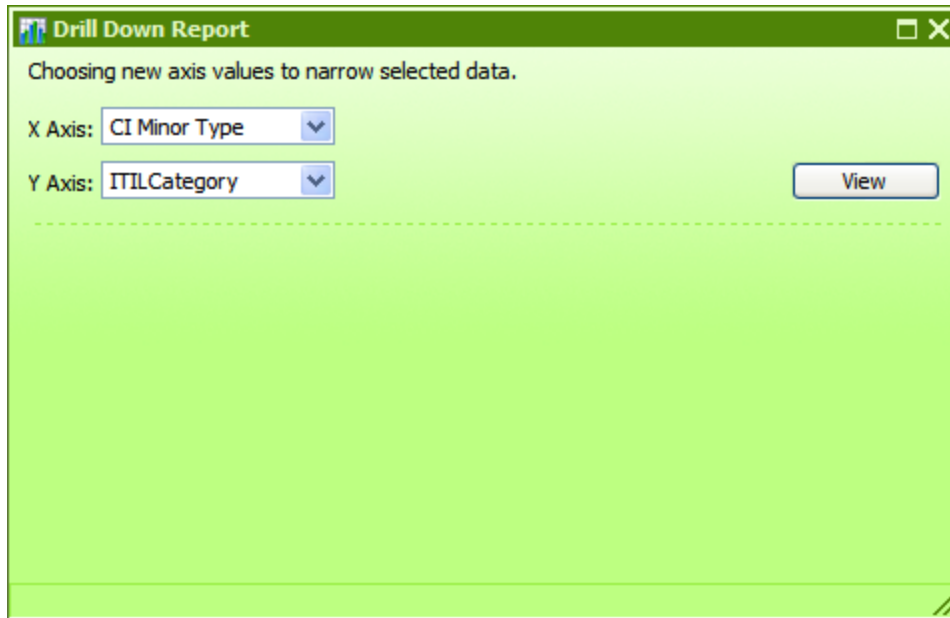 Drill Down Report
Choosing new axis values to narrow selected data.
X Axis: CI Minor Type
Y Axis: ITILCategory View